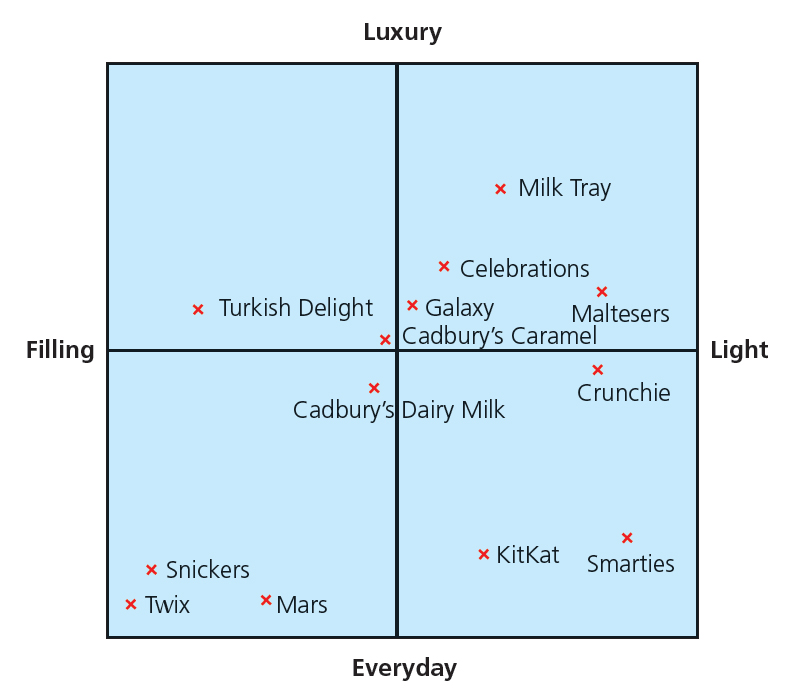 Luxury
Milk Tray
Celebrations
Turkish Delight
Galaxy
Maltesers
Cadbury's Caramel
Filling
Light
Crunchie
Cadbury's Dairy Milk
KitKat
Smarties
Snickers
Twix
Mars
Everyday